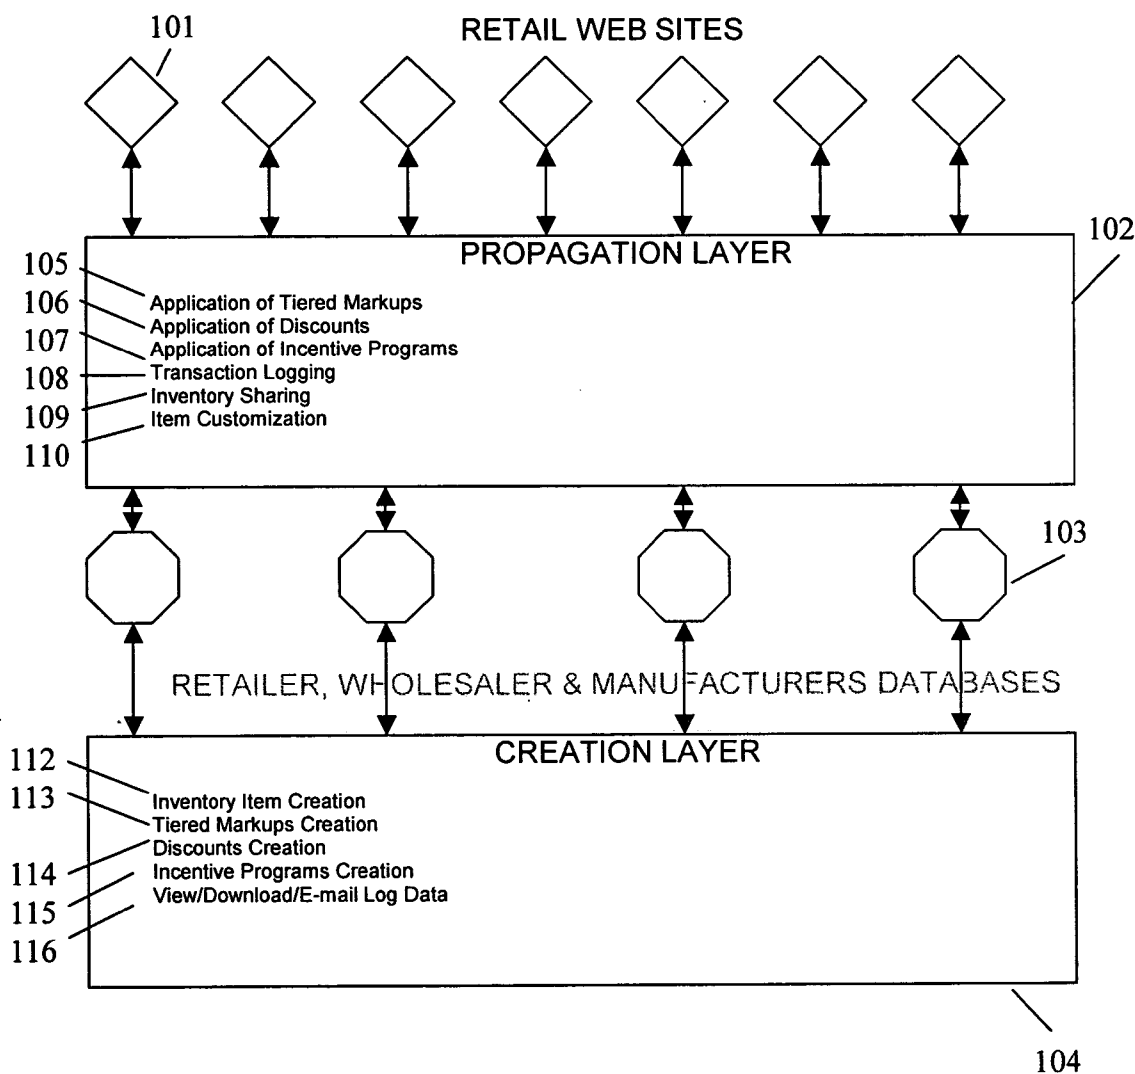 101
RETAIL WEB SITES
PROPAGATION LAYER
102
105
Application of Tiered Markups
106
Application of Discounts
107
Application of Incentive Programs
108
Transaction Logging
109
Inventory Sharing
110
Item Customization
103
RETAILER, WHOLESALER & MANUFACTURERS DATABASES
CREATION LAYER
112
Inventory Item Creation
113
Tiered Markups Creation
114
Discounts Creation
115
Incentive Programs Creation
116
View/Download/E-mail Log Data
104